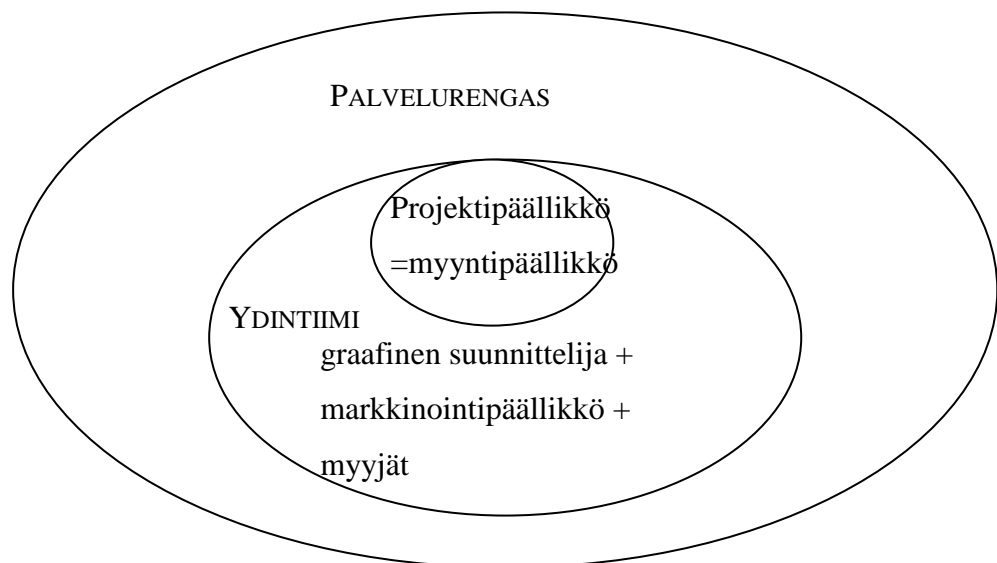 PALVELURENGAS
Projektipäällikkö
=myyntipäällikkö
YDINTIIMI
graafinen suunnittelija +
markkinointipäällikkö +
myyjät